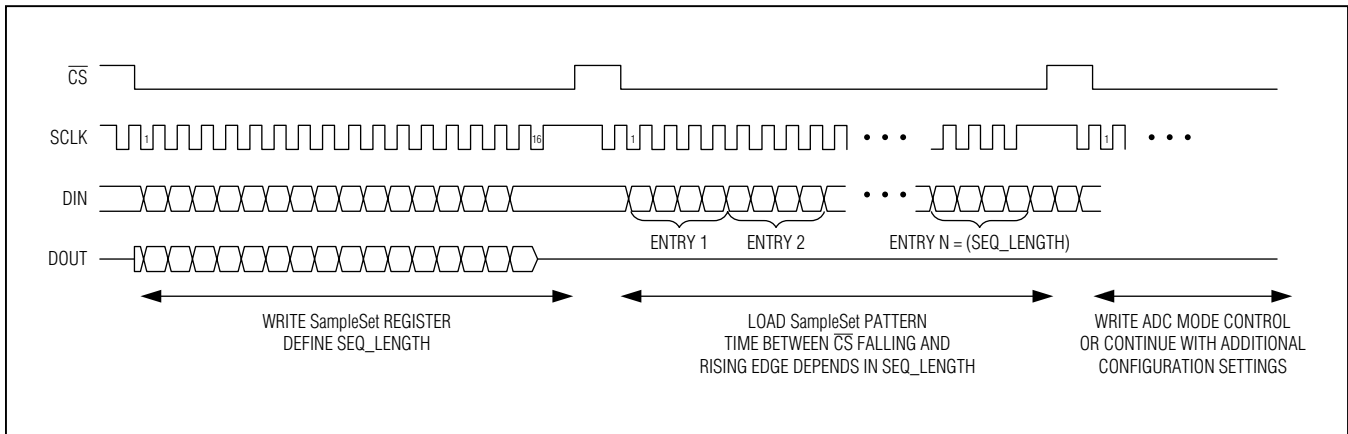 CS
SCLK
1
16
1
• • •
1
• • •
DIN
• • •
ENTRY 1
ENTRY 2
ENTRY N = (SEQ_LENGTH)
DOUT
WRITE SampleSet REGISTER
DEFINE SEQ_LENGTH
LOAD SampleSet PATTERN
TIME BETWEEN CS FALLING AND
RISING EDGE DEPENDS IN SEQ_LENGTH
WRITE ADC MODE CONTROL
OR CONTINUE WITH ADDITIONAL
CONFIGURATION SETTINGS